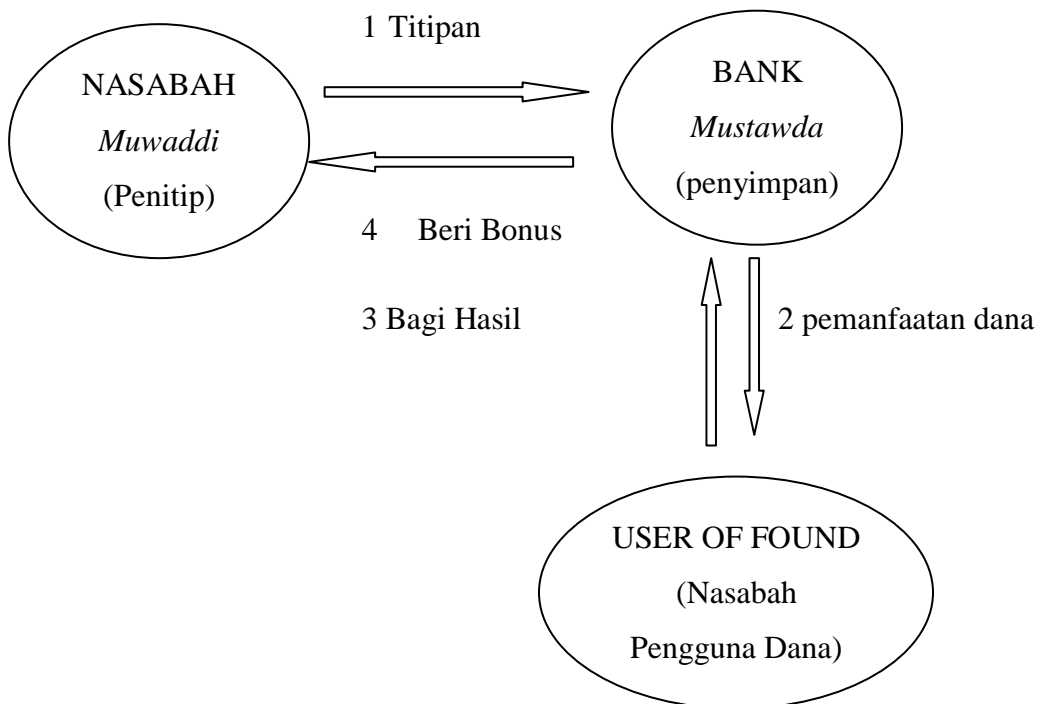 1 Titipan
NASABAH
Muwaddi
(Penitip)
BANK
Mustawda
(penyimpan)
4 Beri Bonus
3 Bagi Hasil
2 pemanfaatan dana
USER OF FOUND
(Nasabah
Pengguna Dana)